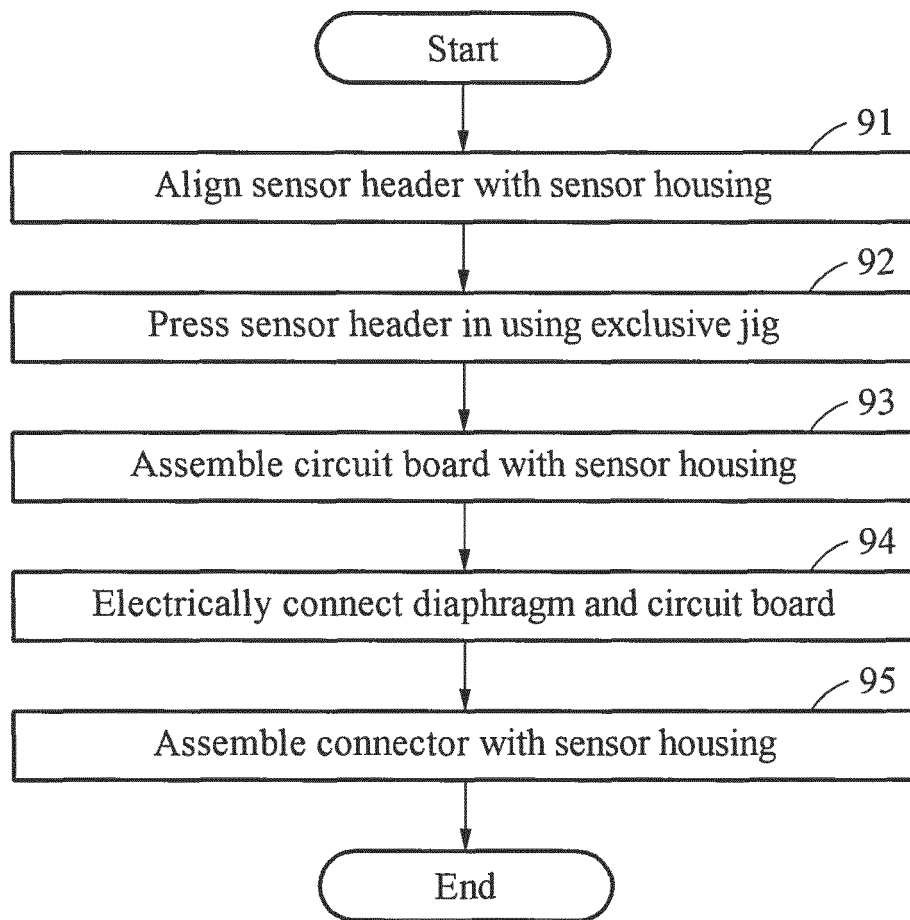 Start
91
Align sensor header with sensor housing
92
Press sensor header in using exclusive jig
93
Assemble circuit board with sensor housing
94
Electrically connect diaphragm and circuit board
95
Assemble connector with sensor housing
End